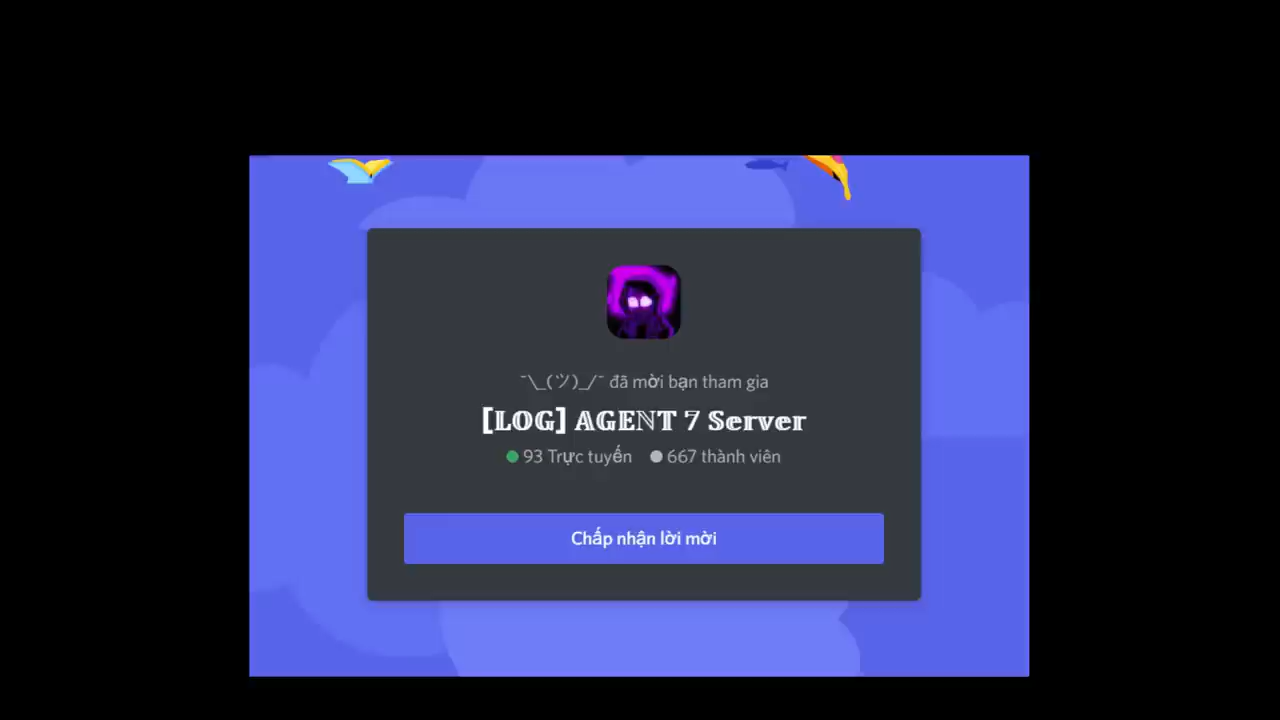 ¯\_(ツ)_/¯ đã mời bạn tham gia
[𝕃𝕆𝔾] 𝔸𝔾𝔼ℕ𝕋 𝟟 𝕊𝕖𝕣𝕧𝕖𝕣
93 Trực tuyến 667 thành viên
Chấp nhận lời mời